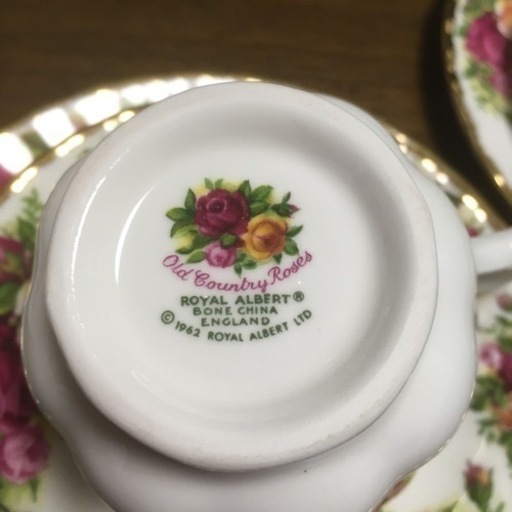 Old Country Roses
ROYAL ALBERT®
BONE CHINA
ENGLAND
©1962 ROYAL ALBERT LTD